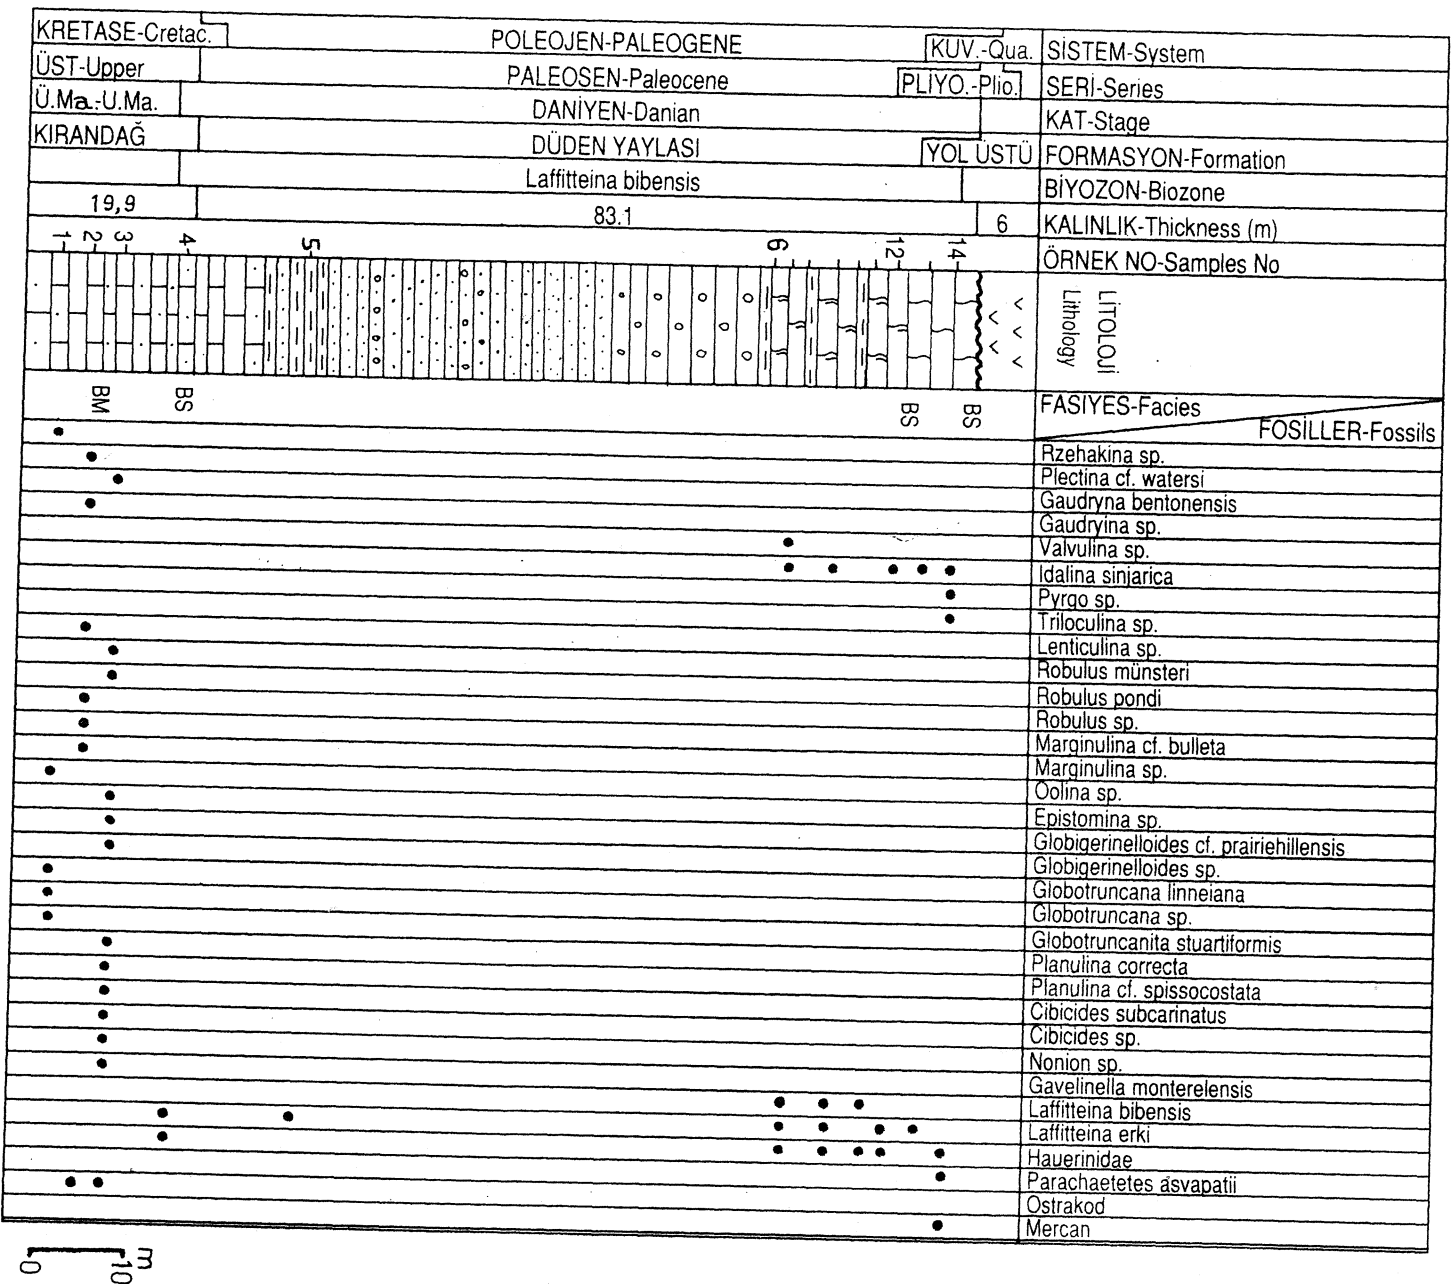 KRETASE-Cretac. POLEOJEN-PALEOGENE KUV.-Qua. SİSTEM-System
ÜST-Upper PALEOSEN-Paleocene PLİYO.-Plio. SERİ-Series
Ü.Ma.-U.Ma. DANİYEN-Danian KAT-Stage
KIRANDAĞ DÜDEN YAYLASI YOL ÜSTÜ FORMASYON-Formation
Laffitteina bibensis BİYOZON-Biozone
19,9 83.1 6 KALINLIK-Thickness (m)
1 2 3 4 5 6 12 14 ÖRNEK NO-Samples No
LİTOLOJİ
Lithology
BM BS BS BS FASİYES-Facies
FOSİLLER-Fossils
Rzehakina sp.
Plectina cf. watersi
Gaudryna bentonensis
Gaudryina sp.
Valvulina sp.
Idalina sinjarica
Pyrgo sp.
Triloculina sp.
Lenticulina sp.
Robulus münsteri
Robulus pondi
Robulus sp.
Marginulina cf. bulleta
Marginulina sp.
Oolina sp.
Epistomina sp.
Globigerinelloides cf. prairiehillensis
Globigerinelloides sp.
Globotruncana linneiana
Globotruncana sp.
Globotruncanita stuartiformis
Planulina correcta
Planulina cf. spissocostata
Cibicides subcarinatus
Cibicides sp.
Nonion sp.
Gavelinella monterelensis
Laffitteina bibensis
Laffitteina erki
Hauerinidae
Parachaetetes asvapatii
Ostrakod
Mercan
0 10 m